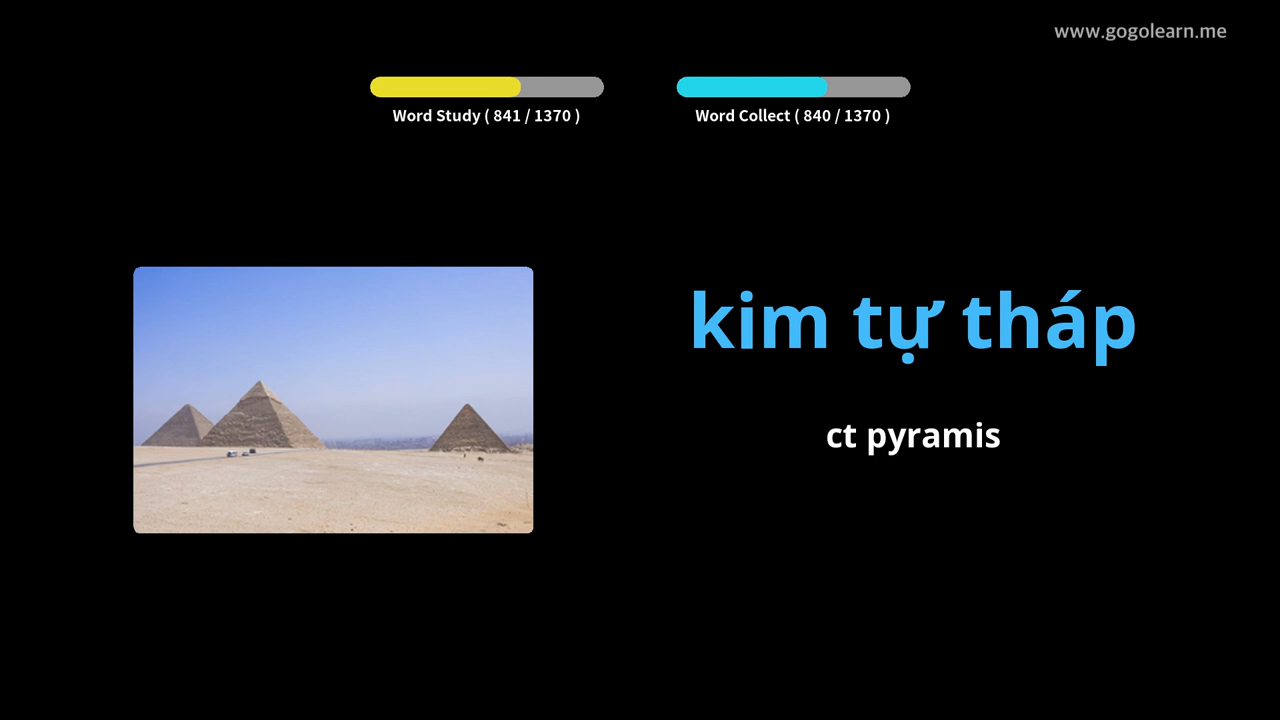 www.gogolearn.me
Word Study ( 841 / 1370 )
Word Collect ( 840 / 1370 )
kim tự tháp
ct pyramis